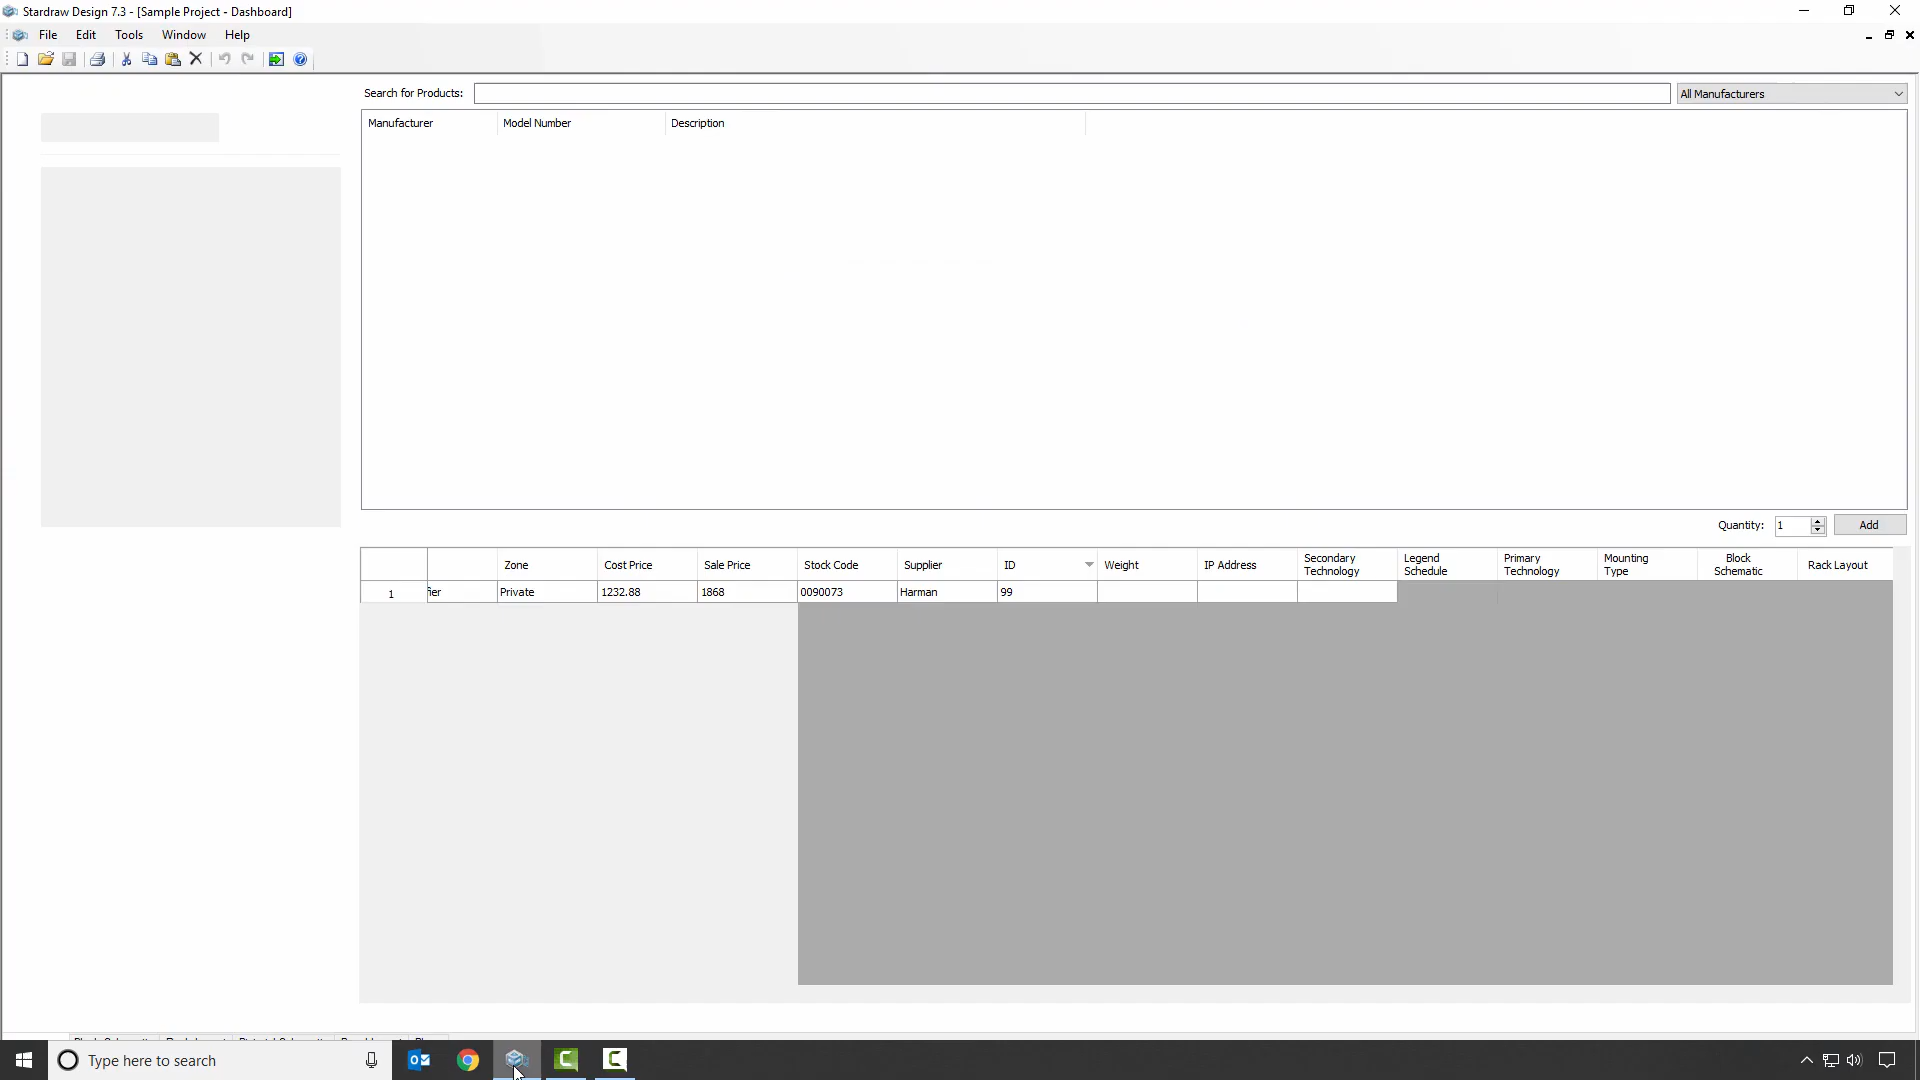 Stardraw Design 7.3 - [Sample Project - Dashboard]
File Edit Tools Window Help
Search for Products: All Manufacturers
Manufacturer Model Number Description
Quantity: 1 Add
Zone Cost Price Sale Price Stock Code Supplier ID Weight IP Address Secondary Technology Legend Schedule Primary Technology Mounting Type Block Schematic Rack Layout
1 fier Private 1232.88 1868 0090073 Harman 99
Type here to search